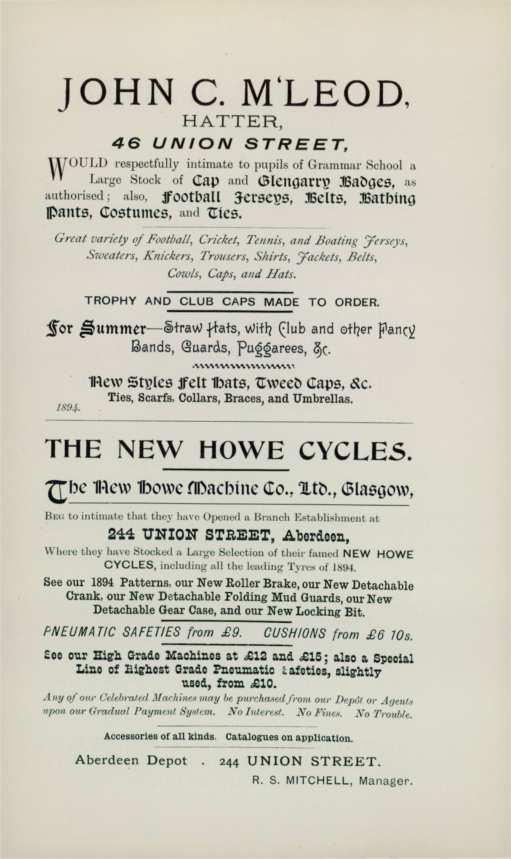 JOHN C. M'LEOD,
HATTER,
46 UNION STREET,
WOULD respectfully intimate to pupils of Grammar School a
Large Stock of Cap and Glengarry Badges, as
authorised; also, Football Jerseys, Belts, Bathing
Pants, Costumes, and Ties.
Great variety of Football, Cricket, Tennis, and Boating Jerseys,
Sweaters, Knickers, Trousers, Shirts, Jackets, Belts,
Cowls, Caps, and Hats.
TROPHY AND CLUB CAPS MADE TO ORDER.
For Summer—Straw Hats, with Club and other Fancy
Bands, Guards, Puggarees, &c.
New Styles Felt Hats, Tweed Caps, &c.
Ties, Scarfs, Collars, Braces, and Umbrellas.
1894.
THE NEW HOWE CYCLES.
The New Howe Machine Co., Ltd., Glasgow,
BEG to intimate that they have Opened a Branch Establishment at
244 UNION STREET, Aberdeen,
Where they have Stocked a Large Selection of their famed NEW HOWE
CYCLES, including all the leading Tyres of 1894.
See our 1894 Patterns, our New Roller Brake, our New Detachable
Crank, our New Detachable Folding Mud Guards, our New
Detachable Gear Case, and our New Locking Bit.
PNEUMATIC SAFETIES from £9. CUSHIONS from £6 10s.
See our High Grade Machines at £12 and £15; also a Special
Line of Highest Grade Pneumatic Safeties, slightly
used, from £10.
Any of our Celebrated Machines may be purchased from our Depôt or Agents
upon our Gradual Payment System. No Interest. No Fines. No Trouble.
Accessories of all kinds. Catalogues on application.
Aberdeen Depot . 244 UNION STREET.
R. S. MITCHELL, Manager.